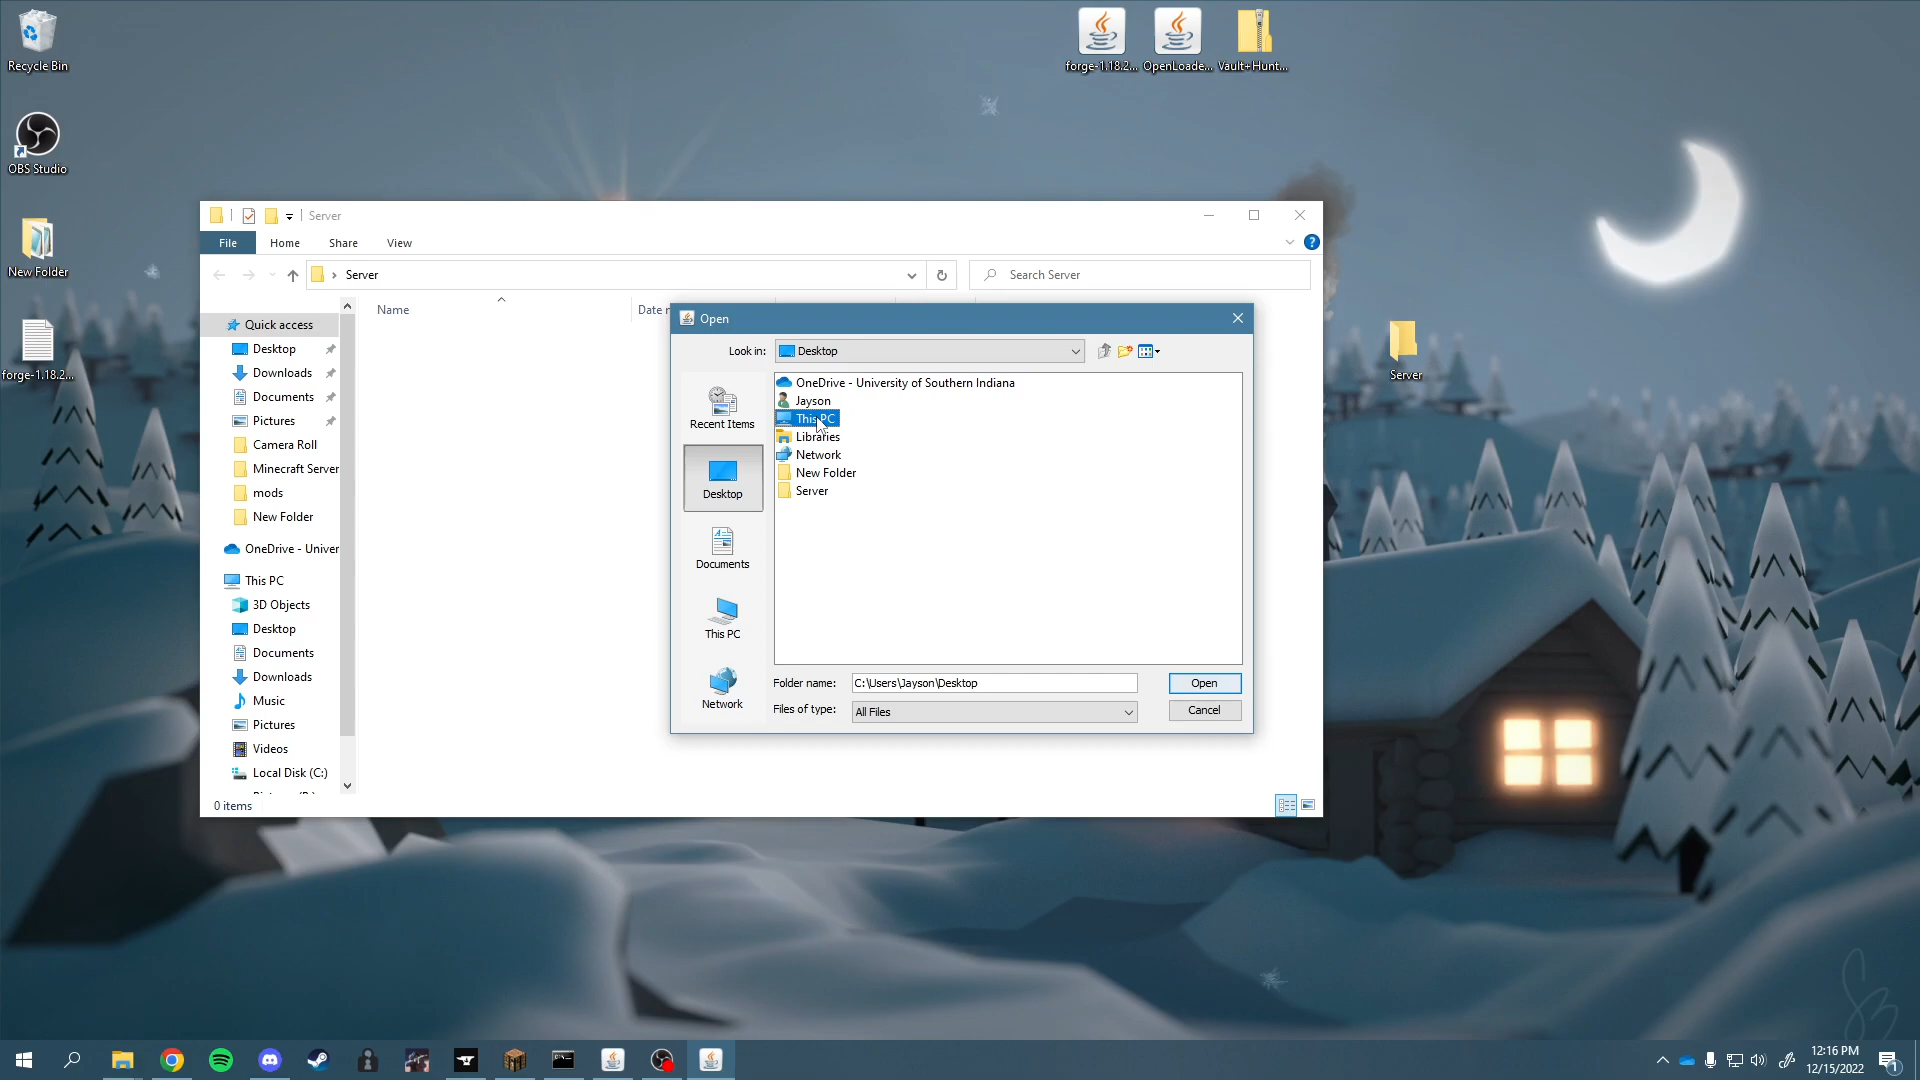 Recycle Bin
OBS Studio
New Folder
forge-1.18.2...
forge-1.18.2...
OpenLoade...
Vault+Hunt...
Server
Server
File
Home
Share
View
Server
Search Server
Name
Date
Quick access
Desktop
Downloads
Documents
Pictures
Camera Roll
Minecraft Server
mods
New Folder
OneDrive - Univer
This PC
3D Objects
Desktop
Documents
Downloads
Music
Pictures
Videos
Local Disk (C:)
0 items
Open
Look in:
Desktop
Recent Items
Desktop
Documents
This PC
Network
OneDrive - University of Southern Indiana
Jayson
This PC
Libraries
Network
New Folder
Server
Folder name:
C:\Users\Jayson\Desktop
Open
Files of type:
All Files
Cancel
12:16 PM
12/15/2022
1